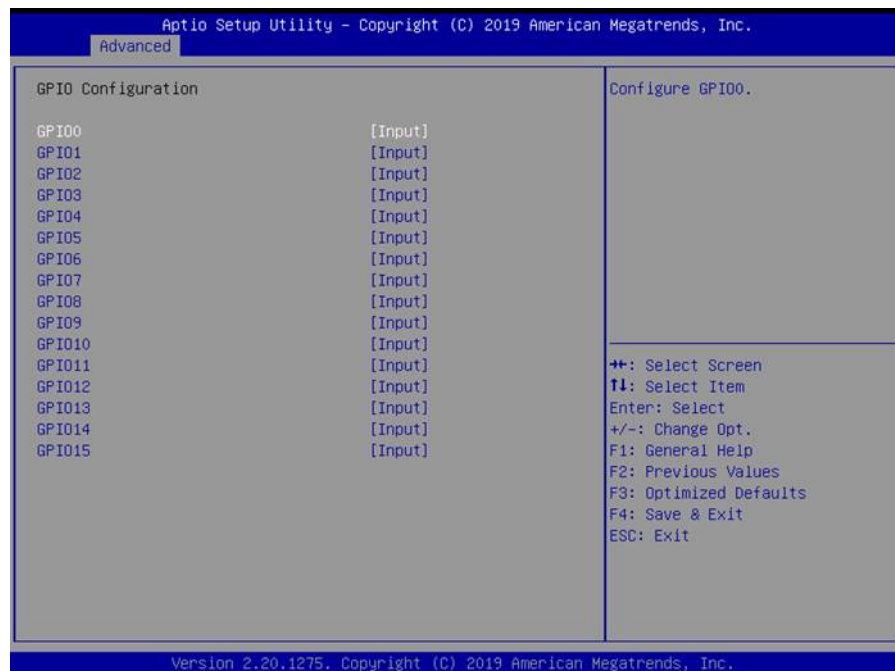 Aptio Setup Utility – Copyright (C) 2019 American Megatrends, Inc.
Advanced
GPIO Configuration
GPIO0 [Input]
GPIO1 [Input]
GPIO2 [Input]
GPIO3 [Input]
GPIO4 [Input]
GPIO5 [Input]
GPIO6 [Input]
GPIO7 [Input]
GPIO8 [Input]
GPIO9 [Input]
GPIO10 [Input]
GPIO11 [Input]
GPIO12 [Input]
GPIO13 [Input]
GPIO14 [Input]
GPIO15 [Input]
Configure GPIO0.
→←: Select Screen
↑↓: Select Item
Enter: Select
+/-: Change Opt.
F1: General Help
F2: Previous Values
F3: Optimized Defaults
F4: Save & Exit
ESC: Exit
Version 2.20.1275. Copyright (C) 2019 American Megatrends, Inc.